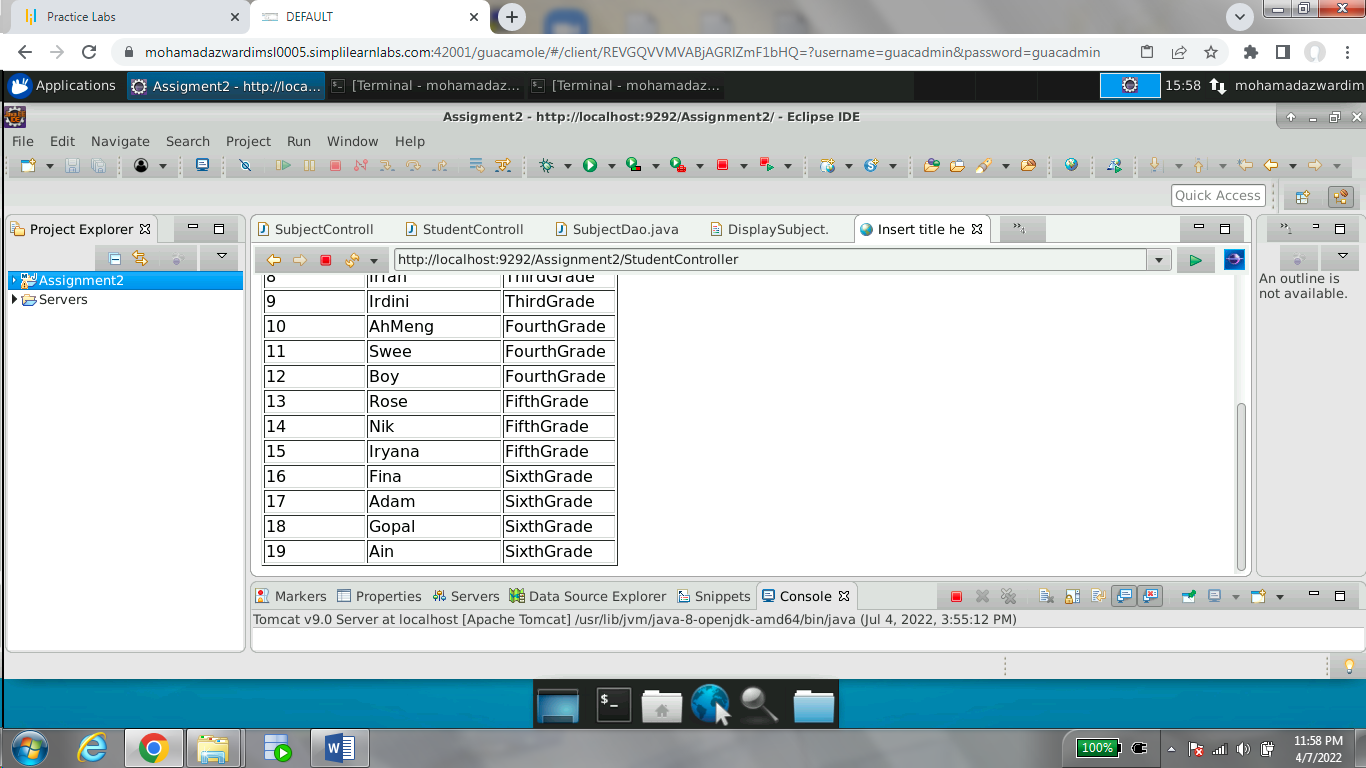 Practice Labs
DEFAULT
mohamadazwardimsl0005.simplilearnlabs.com:42001/guacamole/#/client/REVGQVVMVABjAGRlZmF1bHQ=?username=guacadmin&password=guacadmin
Applications
Assigment2 - http://loca...
[Terminal - mohamadaz...
[Terminal - mohamadaz...
15:58
mohamadazwardim
Assigment2 - http://localhost:9292/Assignment2/ - Eclipse IDE
File Edit Navigate Search Project Run Window Help
Quick Access
Project Explorer
SubjectControll
StudentControll
SubjectDao.java
DisplaySubject.
Insert title he
»4
»1
http://localhost:9292/Assignment2/StudentController
Assignment2
Servers
An outline is
not available.
8 Irfan ThirdGrade
9 Irdini ThirdGrade
10 AhMeng FourthGrade
11 Swee FourthGrade
12 Boy FourthGrade
13 Rose FifthGrade
14 Nik FifthGrade
15 Iryana FifthGrade
16 Fina SixthGrade
17 Adam SixthGrade
18 Gopal SixthGrade
19 Ain SixthGrade
Markers Properties Servers Data Source Explorer Snippets Console
Tomcat v9.0 Server at localhost [Apache Tomcat] /usr/lib/jvm/java-8-openjdk-amd64/bin/java (Jul 4, 2022, 3:55:12 PM)
100%
11:58 PM
4/7/2022